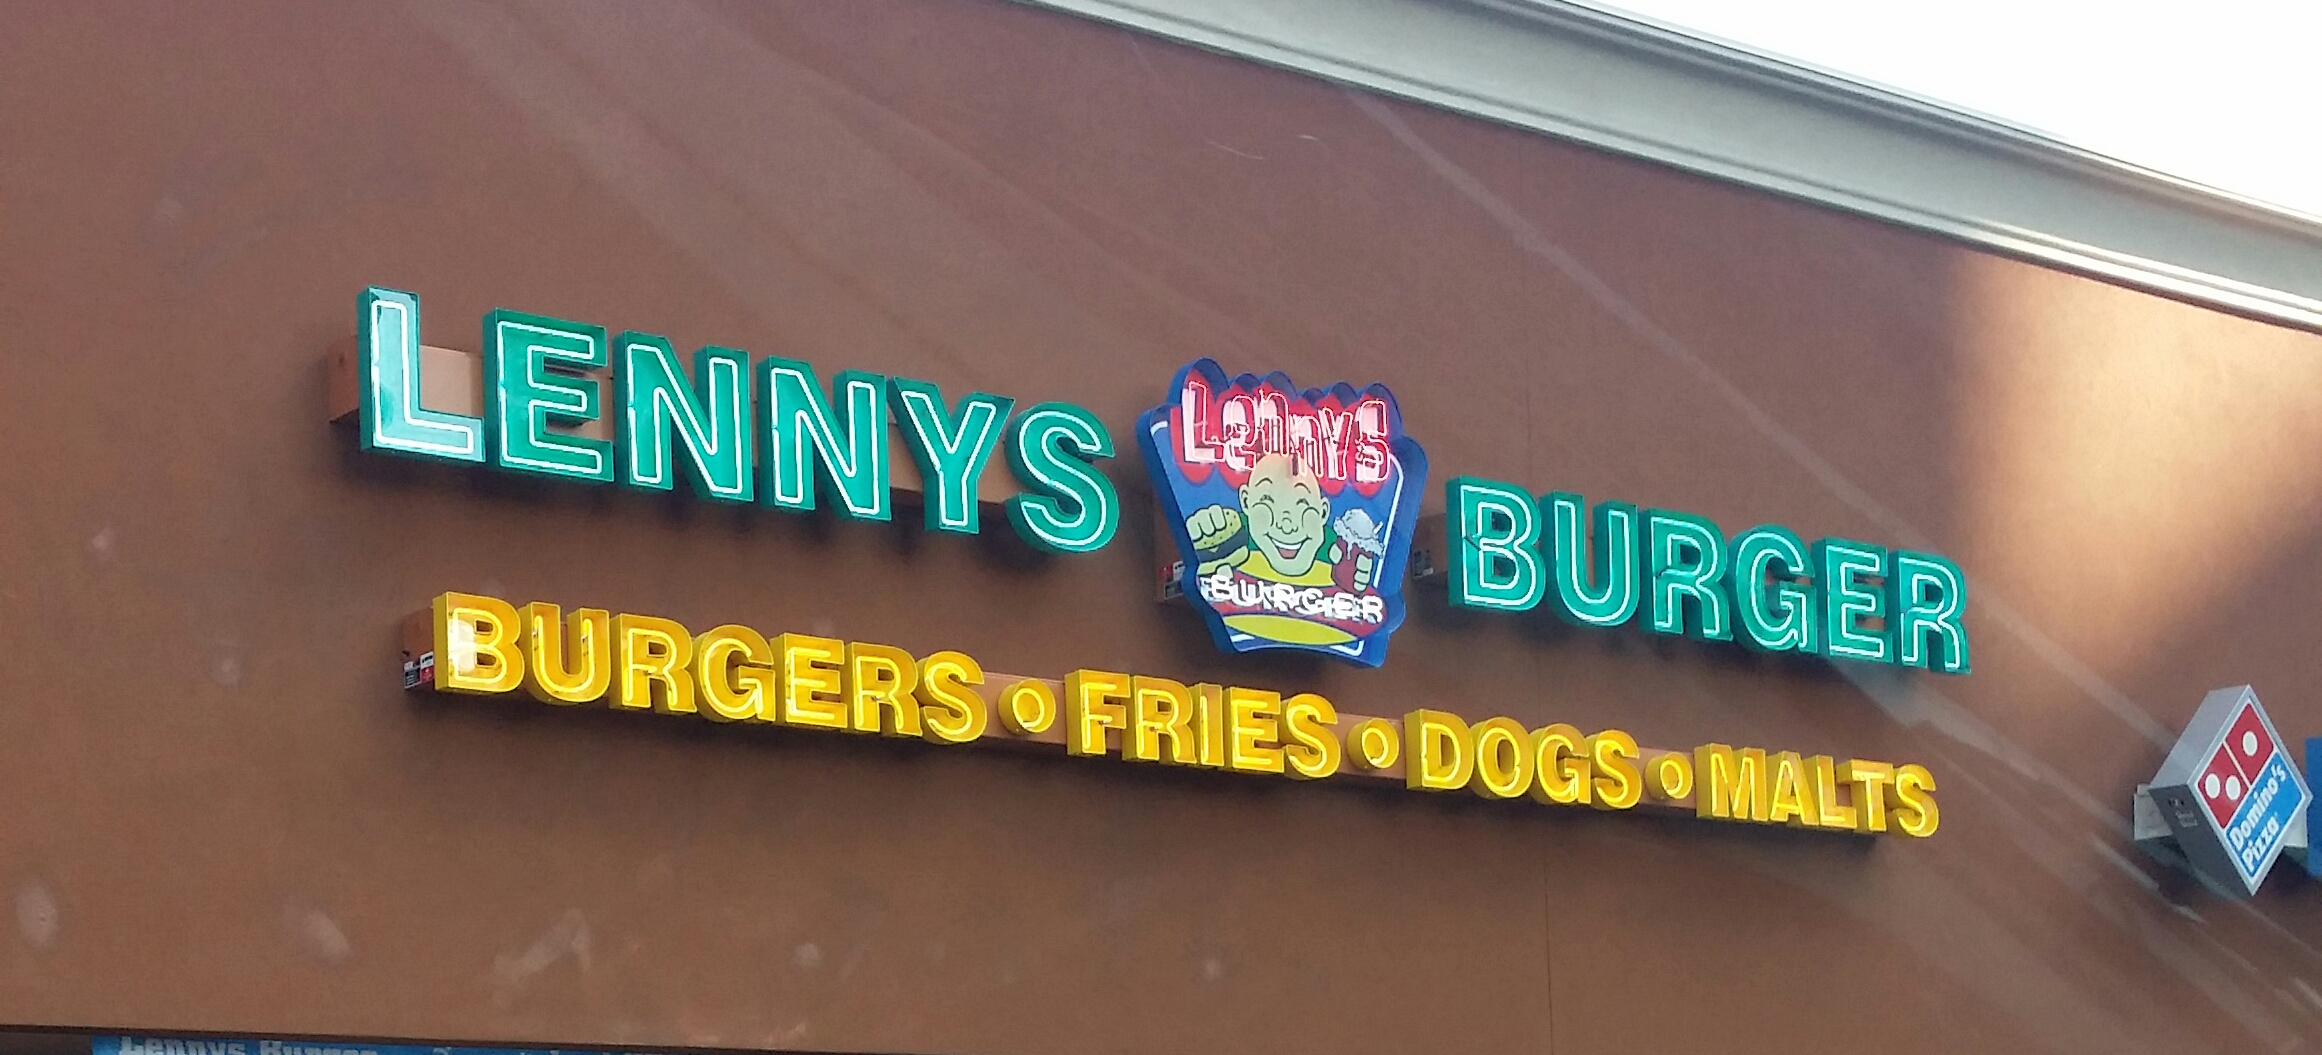 LENNYS BURGER
LennYs
BURGER
BURGERS • FRIES • DOGS • MALTS
Domino's
Pizza
Lennys Burger